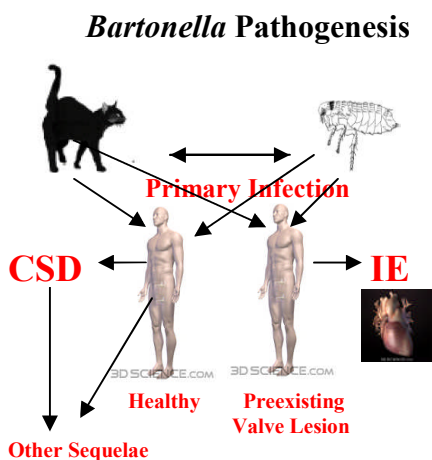 Bartonella Pathogenesis
Primary Infection
CSD
IE
3DSCIENCE.COM
3DSCIENCE.COM
Healthy
Preexisting
Valve Lesion
Other Sequelae